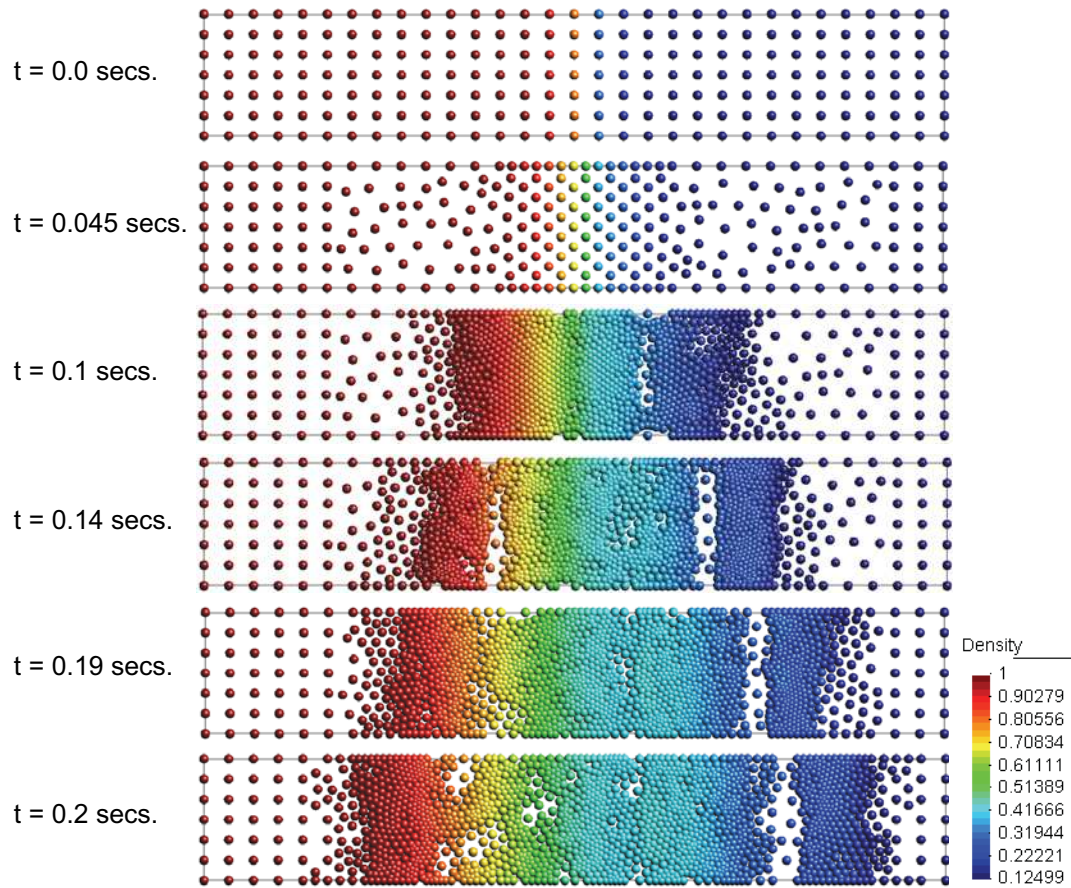 t = 0.0 secs.
t = 0.045 secs.
t = 0.1 secs.
t = 0.14 secs.
t = 0.19 secs.
t = 0.2 secs.
Density
1
0.90279
0.80556
0.70834
0.61111
0.51389
0.41666
0.31944
0.22221
0.12499